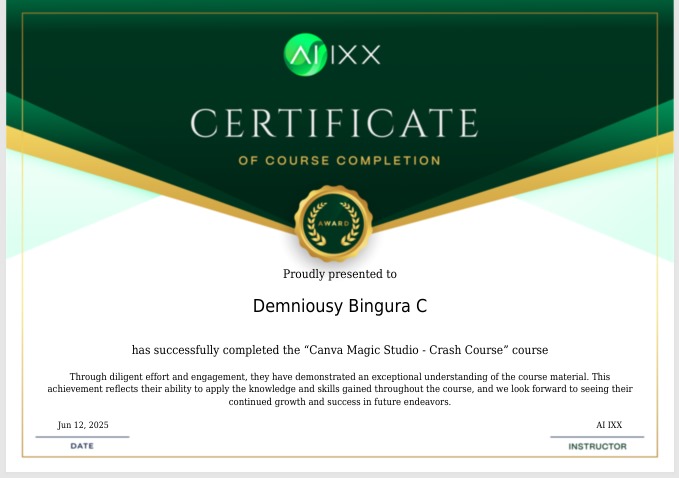 AI IXX
CERTIFICATE
OF COURSE COMPLETION
AWARD
Proudly presented to
Demniousy Bingura C
has successfully completed the “Canva Magic Studio - Crash Course” course
Through diligent effort and engagement, they have demonstrated an exceptional understanding of the course material. This
achievement reflects their ability to apply the knowledge and skills gained throughout the course, and we look forward to seeing their
continued growth and success in future endeavors.
Jun 12, 2025
AI IXX
DATE
INSTRUCTOR